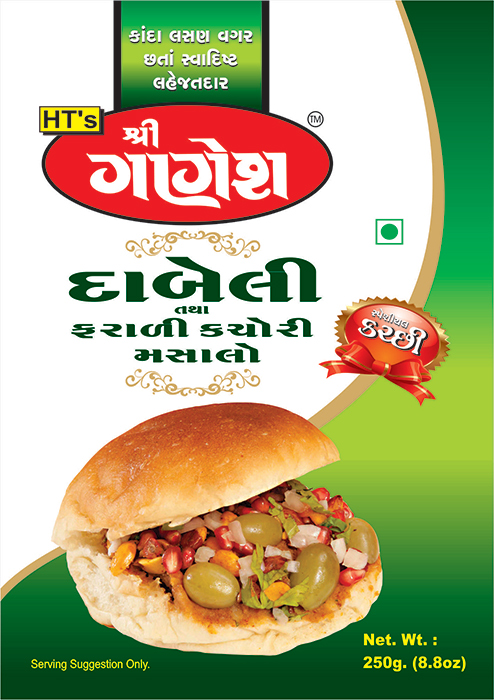 કાંદા લસણ વગર
છતાં સ્વાદિષ્ટ
લહેજતદાર
HT's
શ્રી
ગણેશ
TM
દાબેલી
તથા
ફરાળી કચોરી
મસાલો
સ્પેશીયલ
કચ્છી
Net. Wt. :
250g. (8.8oz)
Serving Suggestion Only.